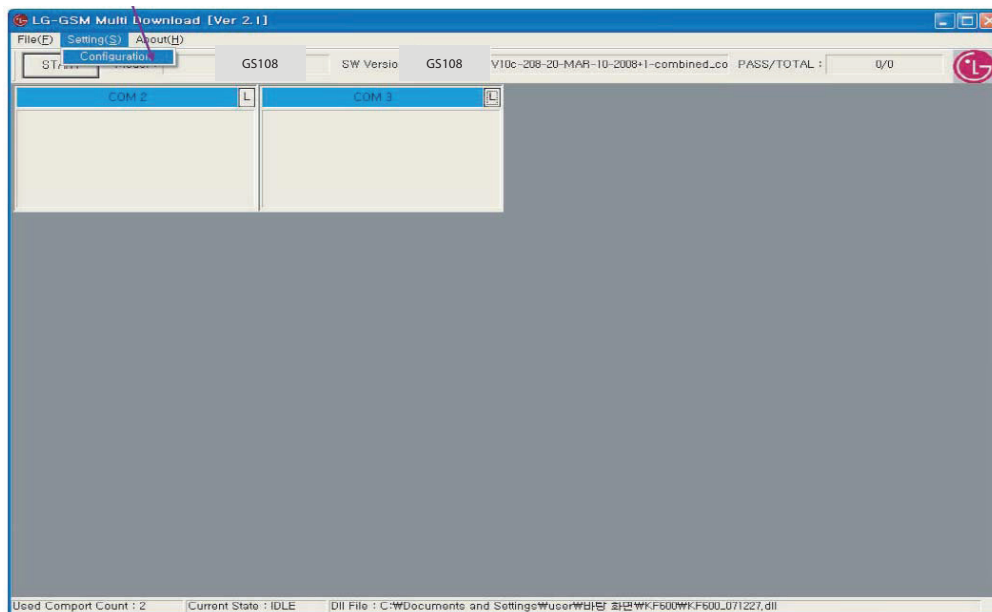 LG-GSM Multi Download [Ver 2.1]
File(F) Setting(S) About(H)
Configuration
GS108 SW Versio GS108 V10c-208-20-MAR-10-2008+1-combined_co PASS/TOTAL : 0/0
COM 2 L COM 3 L
Used Comport Count : 2 Current State : IDLE Dll File : C:₩Documents and Settings₩user₩바탕 화면₩KF600₩KF600_071227.dll